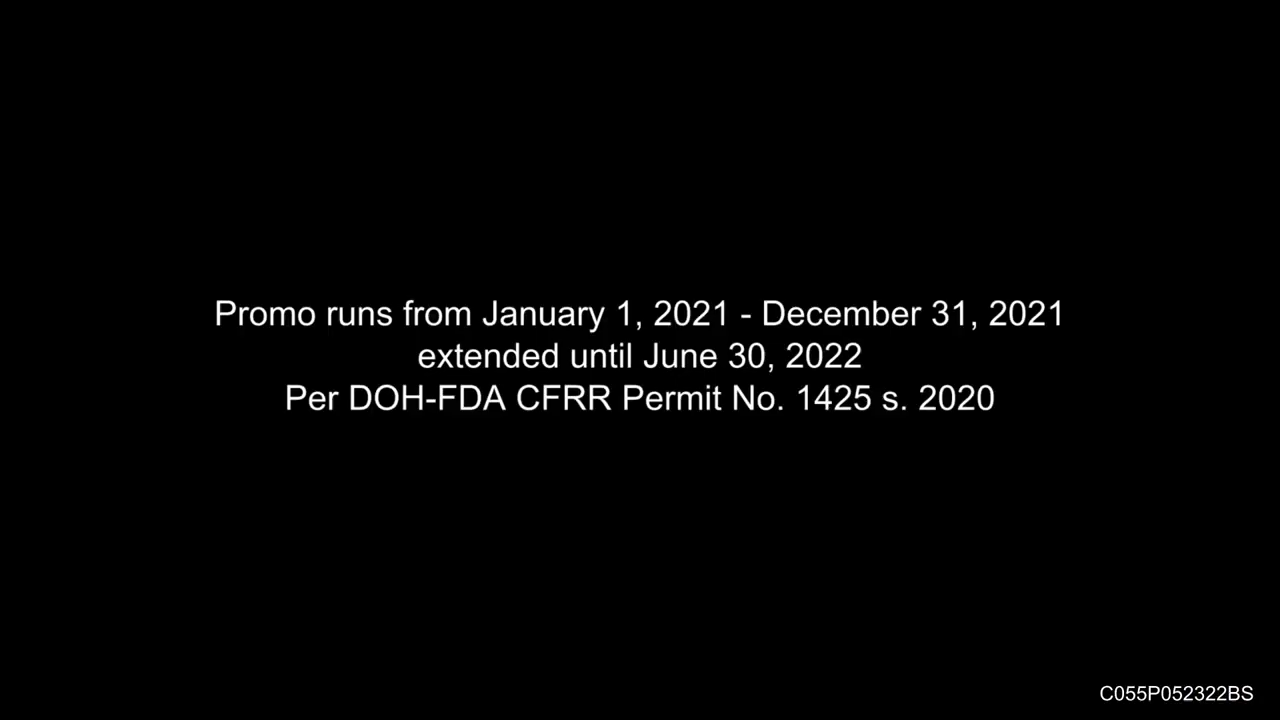 Promo runs from January 1, 2021 - December 31, 2021
extended until June 30, 2022
Per DOH-FDA CFRR Permit No. 1425 s. 2020
C055P052322BS